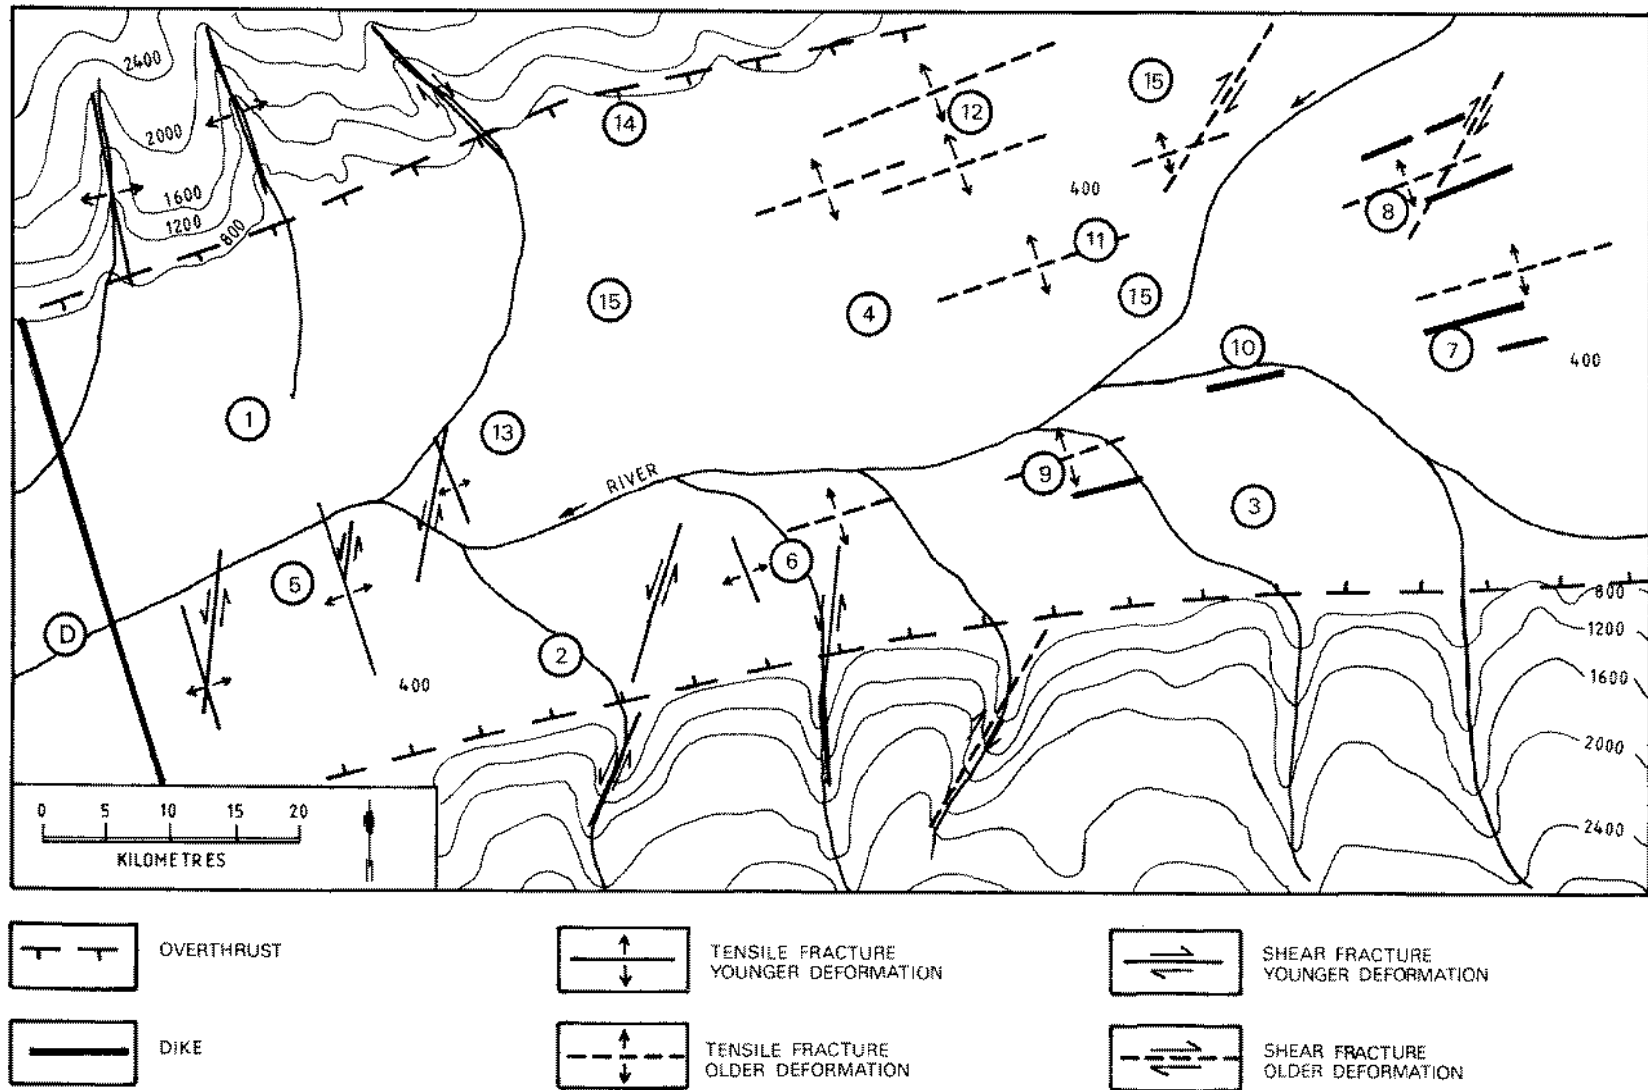 2400
2000
1600
1200
800
14
12
15
8
400
11
15
4
15
10
7
400
1
13
RIVER
9
3
5
6
D
2
400
800
1200
1600
2000
2400
0 5 10 15 20
KILOMETRES
OVERTHRUST
TENSILE FRACTURE
YOUNGER DEFORMATION
SHEAR FRACTURE
YOUNGER DEFORMATION
DIKE
TENSILE FRACTURE
OLDER DEFORMATION
SHEAR FRACTURE
OLDER DEFORMATION